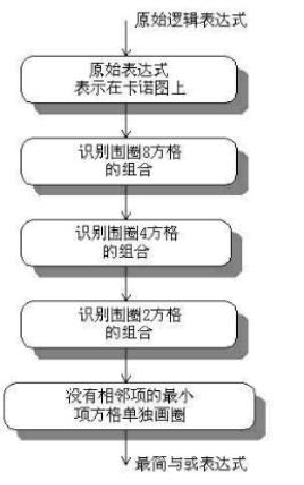 原始逻辑表达式
原始表达式
表示在卡诺图上
识别围圈8方格
的组合
识别围圈4方格
的组合
识别围圈2方格
的组合
没有相邻项的最小
项方格单独画圈
最简与或表达式